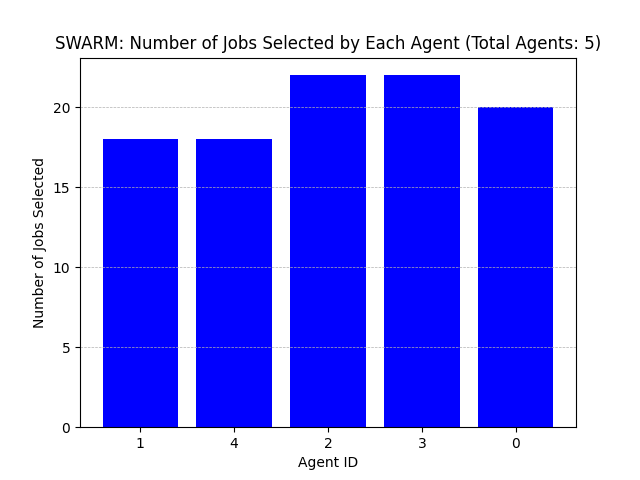 SWARM: Number of Jobs Selected by Each Agent (Total Agents: 5)
Number of Jobs Selected
20
15
10
5
0
1 4 2 3 0
Agent ID